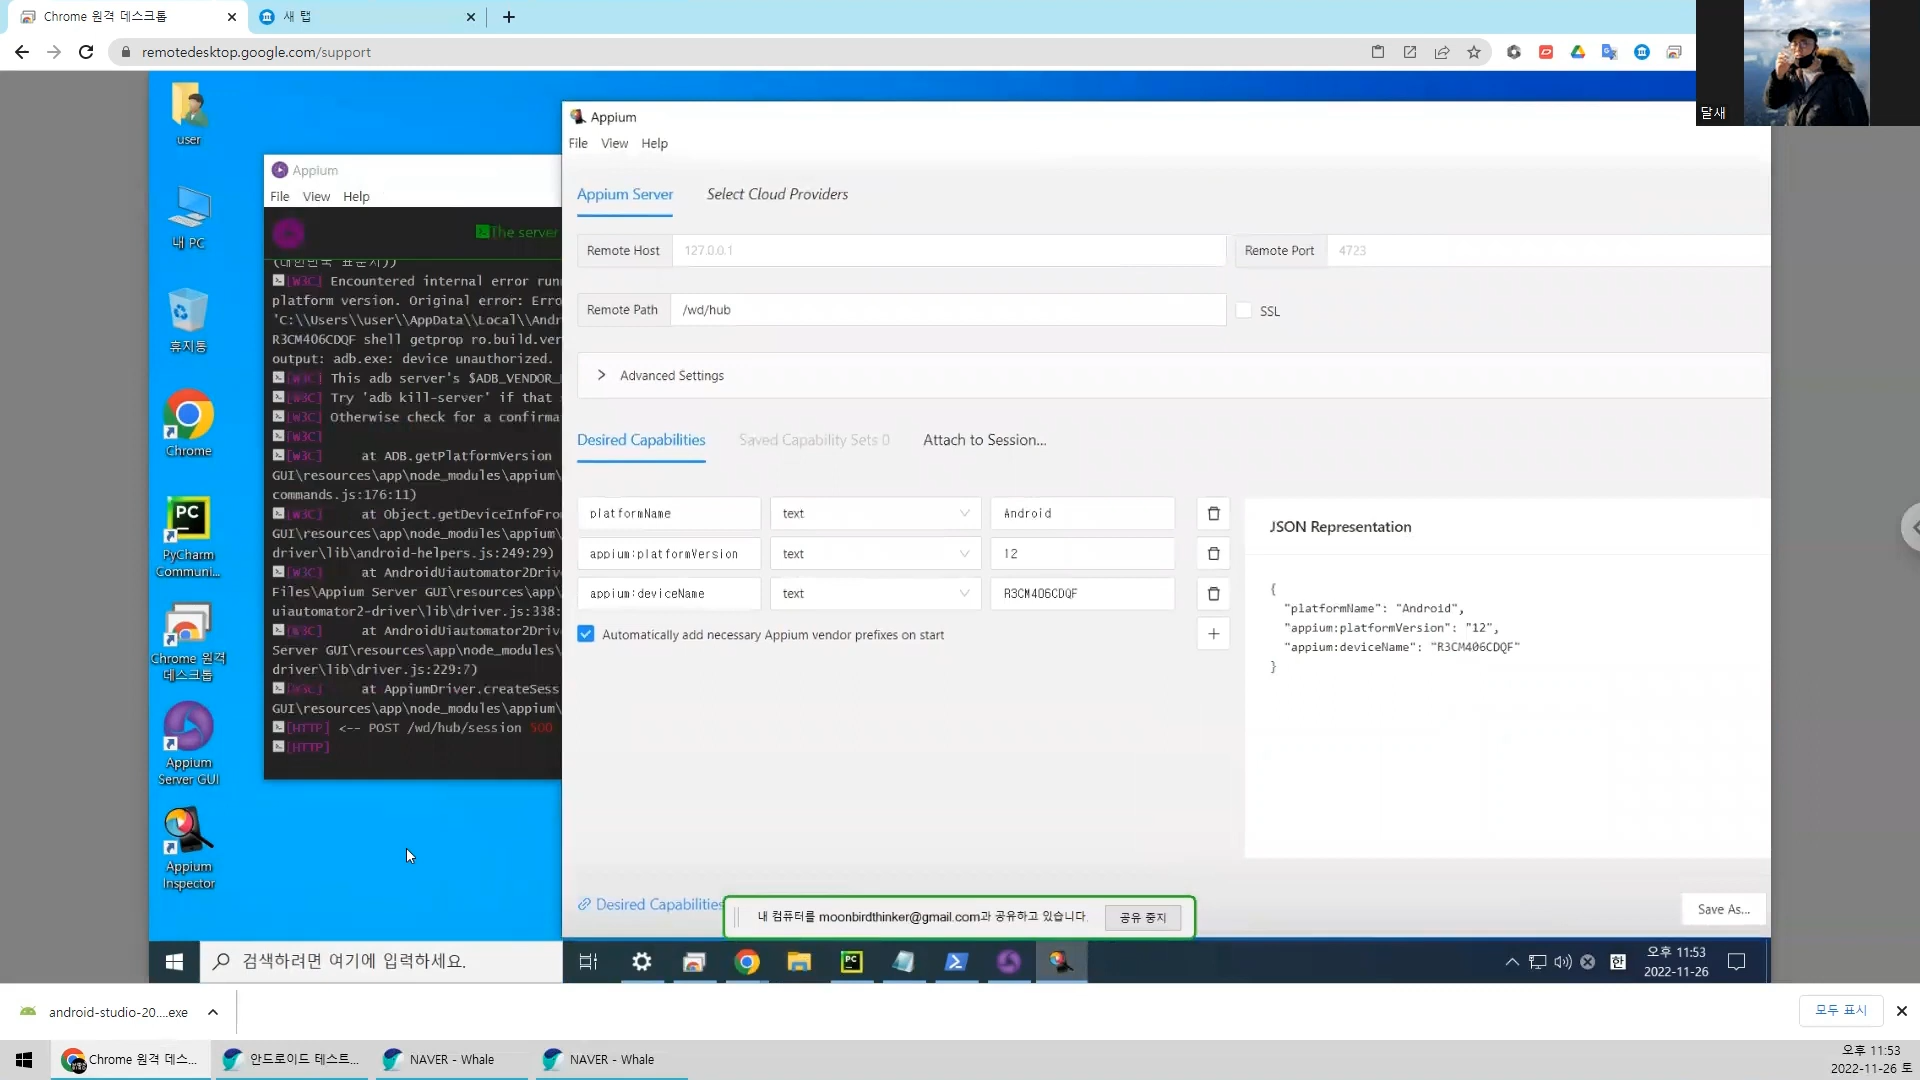 Chrome 원격 데스크톱
새 탭
remotedesktop.google.com/support
달새
user
내 PC
휴지통
Chrome
PyCharm
Communi...
Chrome 원격
데스크톱
Appium
Server GUI
Appium
Inspector
Appium
File View Help
The server
(대한민국 표준시))
[W3C] Encountered internal error run
platform version. Original error: Erro
'C:\\Users\\user\\AppData\\Local\\Andr
R3CM406CDQF shell getprop ro.build.ver
output: adb.exe: device unauthorized.
[W3C] This adb server's $ADB_VENDOR_
[W3C] Try 'adb kill-server' if that
[W3C] Otherwise check for a confirma
[W3C]
[W3C] at ADB.getPlatformVersion
GUI\resources\app\node_modules\appium\
commands.js:176:11)
[W3C] at Object.getDeviceInfoFro
GUI\resources\app\node_modules\appium\
driver\lib\android-helpers.js:249:29)
[W3C] at AndroidUiautomator2Driv
Files\Appium Server GUI\resources\app\
uiautomator2-driver\lib\driver.js:338:
[W3C] at AndroidUiautomator2Driv
Server GUI\resources\app\node_modules\
driver\lib\driver.js:229:7)
[W3C] at AppiumDriver.createSess
GUI\resources\app\node_modules\appium\
[HTTP] <-- POST /wd/hub/session 500
[HTTP]
Appium
File View Help
Appium Server
Select Cloud Providers
Remote Host 127.0.0.1
Remote Port 4723
Remote Path /wd/hub
SSL
Advanced Settings
Desired Capabilities
Saved Capability Sets 0
Attach to Session...
platformName text Android
appium:platformVersion text 12
appium:deviceName text R3CM406CDQF
Automatically add necessary Appium vendor prefixes on start
JSON Representation
{
"platformName": "Android",
"appium:platformVersion": "12",
"appium:deviceName": "R3CM406CDQF"
}
Desired Capabilities
내 컴퓨터를 moonbirdthinker@gmail.com과 공유하고 있습니다.
공유 중지
Save As...
검색하려면 여기에 입력하세요.
PC
한
오후 11:53
2022-11-26
android-studio-20....exe
모두 표시
Chrome 원격 데스...
안드로이드 테스트...
NAVER - Whale
NAVER - Whale
오후 11:53
2022-11-26 토